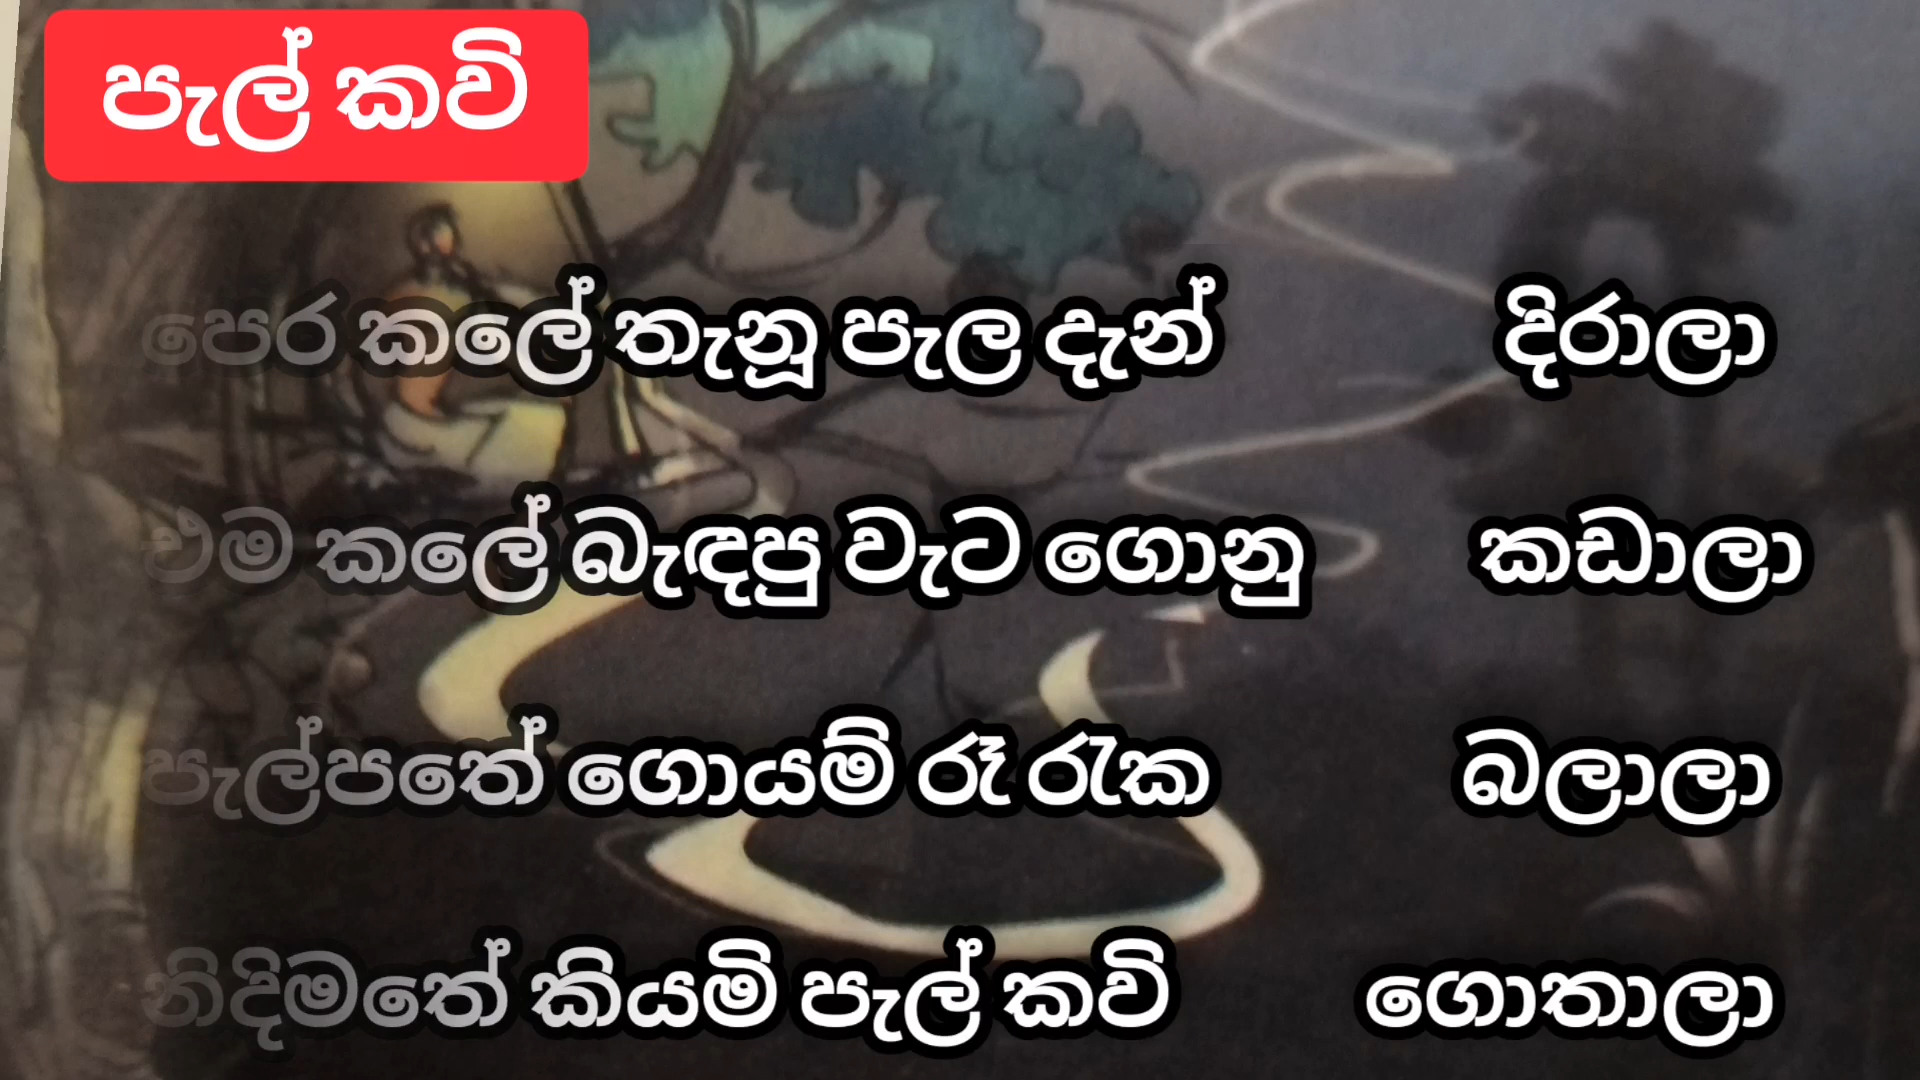 පැල් කවි
පෙර කලේ තැනූ පැල දැන් දිරාලා
එම කලේ බැඳපු වැට ගොනු කඩාලා
පැල්පතේ ගොයම් රෑ රැක බලාලා
නිදිමතේ කියමි පැල් කවි ගොතාලා